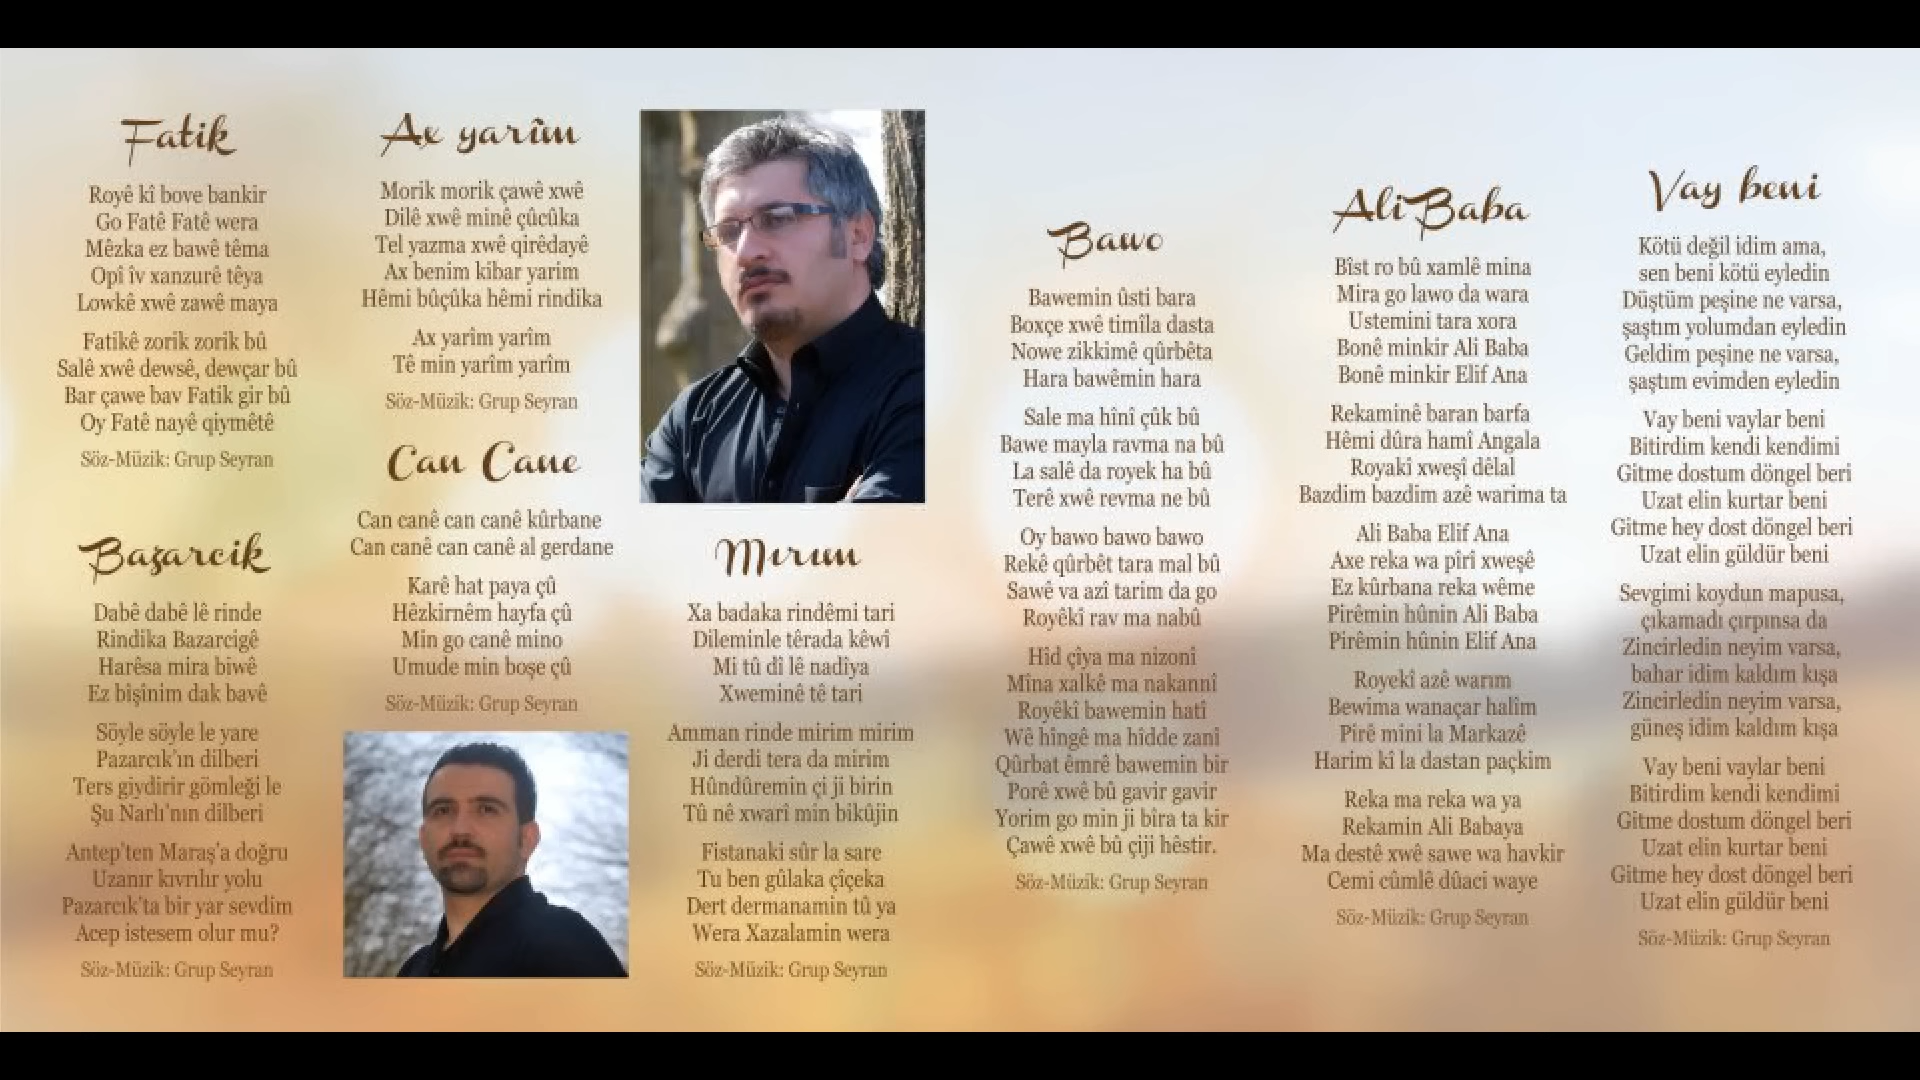 Fatik
Royê kî bove bankir
Go Fatê Fatê wera
Mêzka ez bawê têma
Opî îv xanzurê têya
Lowkê xwê zawê maya
Fatikê zorik zorik bû
Salê xwê dewsê, dewçar bû
Bar çawe bav Fatik gir bû
Oy Fatê nayê qiymêtê
Söz-Müzik: Grup Seyran
Bazarcik
Dabê dabê lê rinde
Rindika Bazarcigê
Harêsa mira biwê
Ez bişinim dak bavê
Söyle söyle le yare
Pazarcık'ın dilberi
Ters giydirir gömleği le
Şu Narlı'nın dilberi
Antep'ten Maraş'a doğru
Uzanır kıvrılır yolu
Pazarcık'ta bir yar sevdim
Acep istesem olur mu?
Söz-Müzik: Grup Seyran
Ax yarîm
Morik morik çawê xwê
Dilê xwê minê çûcûka
Tel yazma xwê qirêdayê
Ax benim kibar yarim
Hêmi bûçûka hêmi rindika
Ax yarîm yarîm
Tê min yarîm yarîm
Söz-Müzik: Grup Seyran
Can Cane
Can canê can canê kûrbane
Can canê can canê al gerdane
Karê hat paya çû
Hêzkirnêm hayfa çû
Min go canê mino
Umude min boşe çû
Söz-Müzik: Grup Seyran
Mırım
Xa badaka rindêmi tari
Dileminle têrada kêwî
Mi tû dî lê nadîya
Xweminê tê tari
Amman rinde mirim mirim
Ji derdi tera da mirim
Hûndûremin çi ji birin
Tû nê xwarî min bikûjin
Fistanaki sûr la sare
Tu ben gûlaka çîçeka
Dert dermanamin tû ya
Wera Xazalamin wera
Söz-Müzik: Grup Seyran
Bawo
Bawemin ûsti bara
Boxçe xwê timîla dasta
Nowe zikkimê qûrbêta
Hara bawêmin hara
Sale ma hînî çûk bû
Bawe mayla ravma na bû
La salê da royek ha bû
Terê xwê revma ne bû
Oy bawo bawo bawo
Rekê qûrbêt tara mal bû
Sawê va azî tarim da go
Royêkî rav ma nabû
Hîd çîya ma nizonî
Mîna xalkê ma nakannî
Royêkî bawemin hatî
Wê hîngê ma hîdde zanî
Qûrbat êmrê bawemin bir
Porê xwê bû gavir gavir
Yorim go min ji bîra ta kir
Çawê xwê bû çiji hêstir.
Söz-Müzik: Grup Seyran
Ali Baba
Bîst ro bû xamlê mina
Mira go lawo da wara
Ustemini tara xora
Bonê minkir Ali Baba
Bonê minkir Elif Ana
Rekaminê baran barfa
Hêmi dûra hamî Angala
Royakî xweşî dêlal
Bazdim bazdim azê warima ta
Ali Baba Elif Ana
Axe reka wa pîrî xweşê
Ez kûrbana reka wême
Pirêmin hûnin Ali Baba
Pirêmin hûnin Elif Ana
Royekî azê warım
Bewima wanaçar halîm
Pirê mini la Markazê
Harim kî la dastan paçkim
Reka ma reka wa ya
Rekamin Ali Babaya
Ma destê xwê sawe wa havkir
Cemi cûmlê dûaci waye
Söz-Müzik: Grup Seyran
Vay beni
Kötü değil idim ama,
sen beni kötü eyledin
Düştüm peşine ne varsa,
şaştım yolumdan eyledin
Geldim peşine ne varsa,
şaştım evimden eyledin
Vay beni vaylar beni
Bitirdim kendi kendimi
Gitme dostum döngel beri
Uzat elin kurtar beni
Gitme hey dost döngel beri
Uzat elin güldür beni
Sevgimi koydun mapusa,
çıkamadı çırpınsa da
Zincirledin neyim varsa,
bahar idim kaldım kışa
Zincirledin neyim varsa,
güneş idim kaldım kışa
Vay beni vaylar beni
Bitirdim kendi kendimi
Gitme dostum döngel beri
Uzat elin kurtar beni
Gitme hey dost döngel beri
Uzat elin güldür beni
Söz-Müzik: Grup Seyran